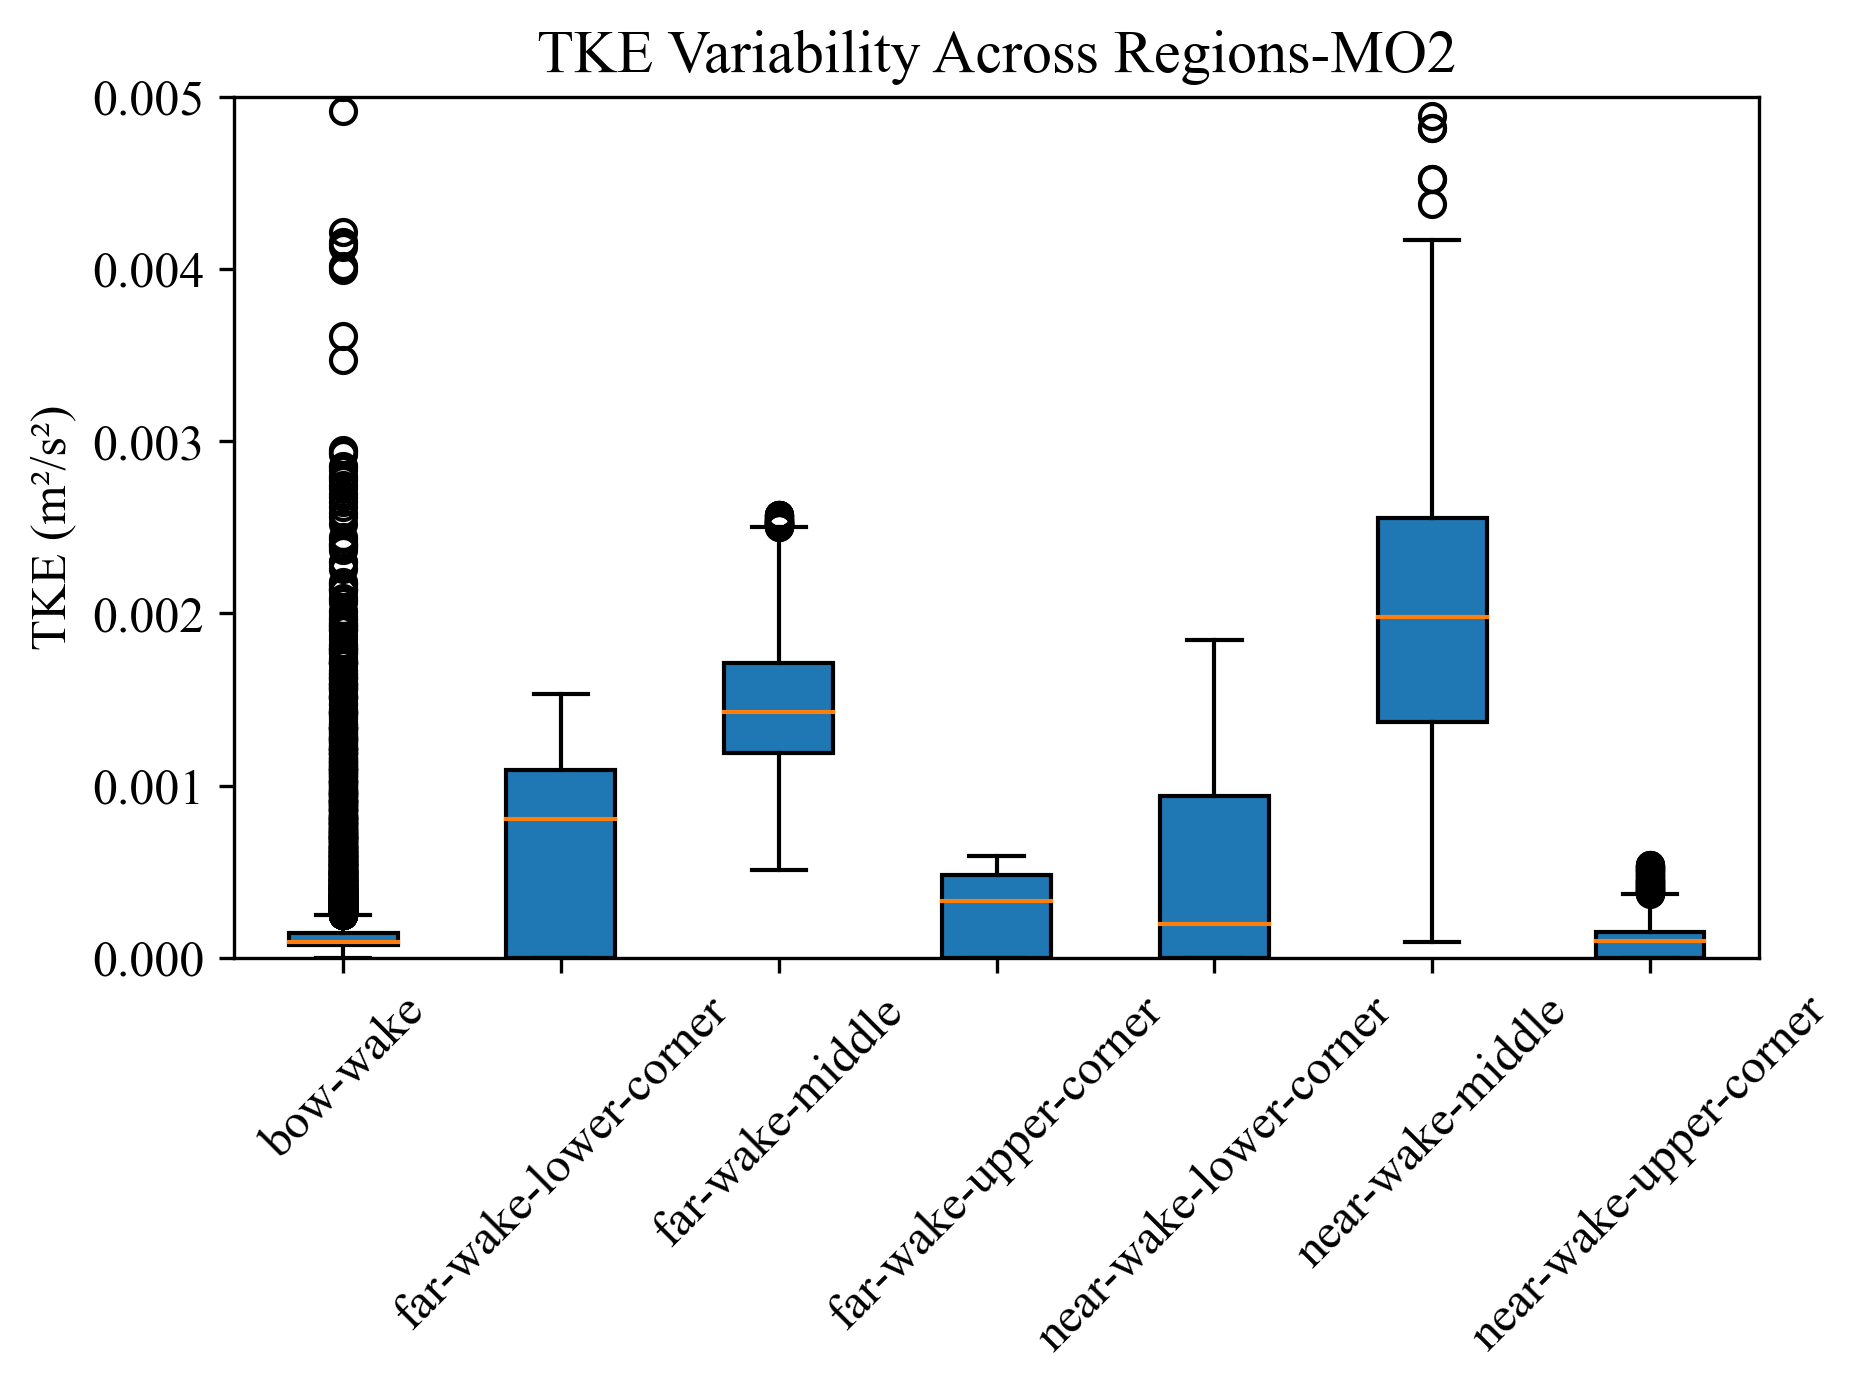 TKE Variability Across Regions-MO2
TKE (m²/s²)
0.005
0.004
0.003
0.002
0.001
0.000
bow-wake
far-wake-lower-corner
far-wake-middle
far-wake-upper-corner
near-wake-lower-corner
near-wake-middle
near-wake-upper-corner